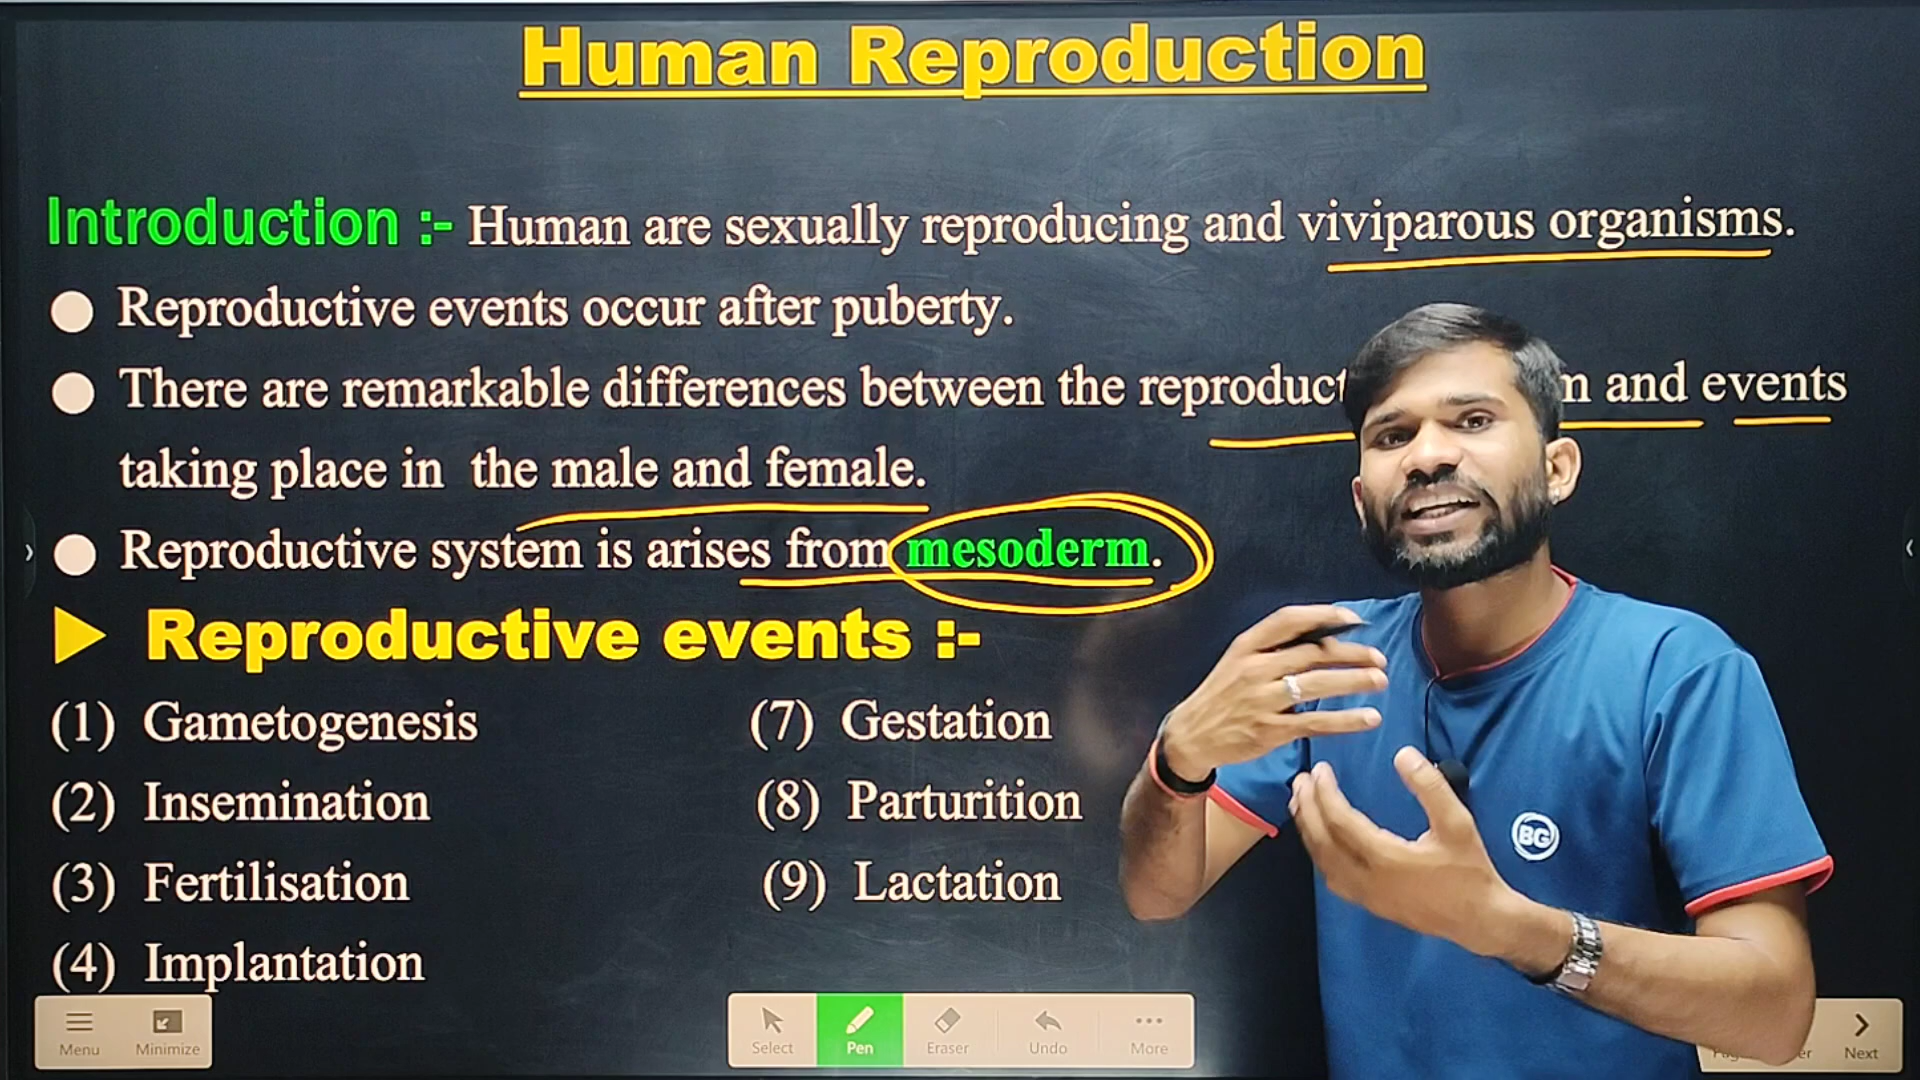 Human Reproduction
Introduction :- Human are sexually reproducing and viviparous organisms.
Reproductive events occur after puberty.
There are remarkable differences between the reproduct m and events
taking place in the male and female.
Reproductive system is arises from mesoderm.
Reproductive events :-
(1) Gametogenesis
(2) Insemination
(3) Fertilisation
(4) Implantation
(7) Gestation
(8) Parturition
(9) Lactation
BG
Menu
Minimize
Select
Pen
Eraser
Undo
More
Next